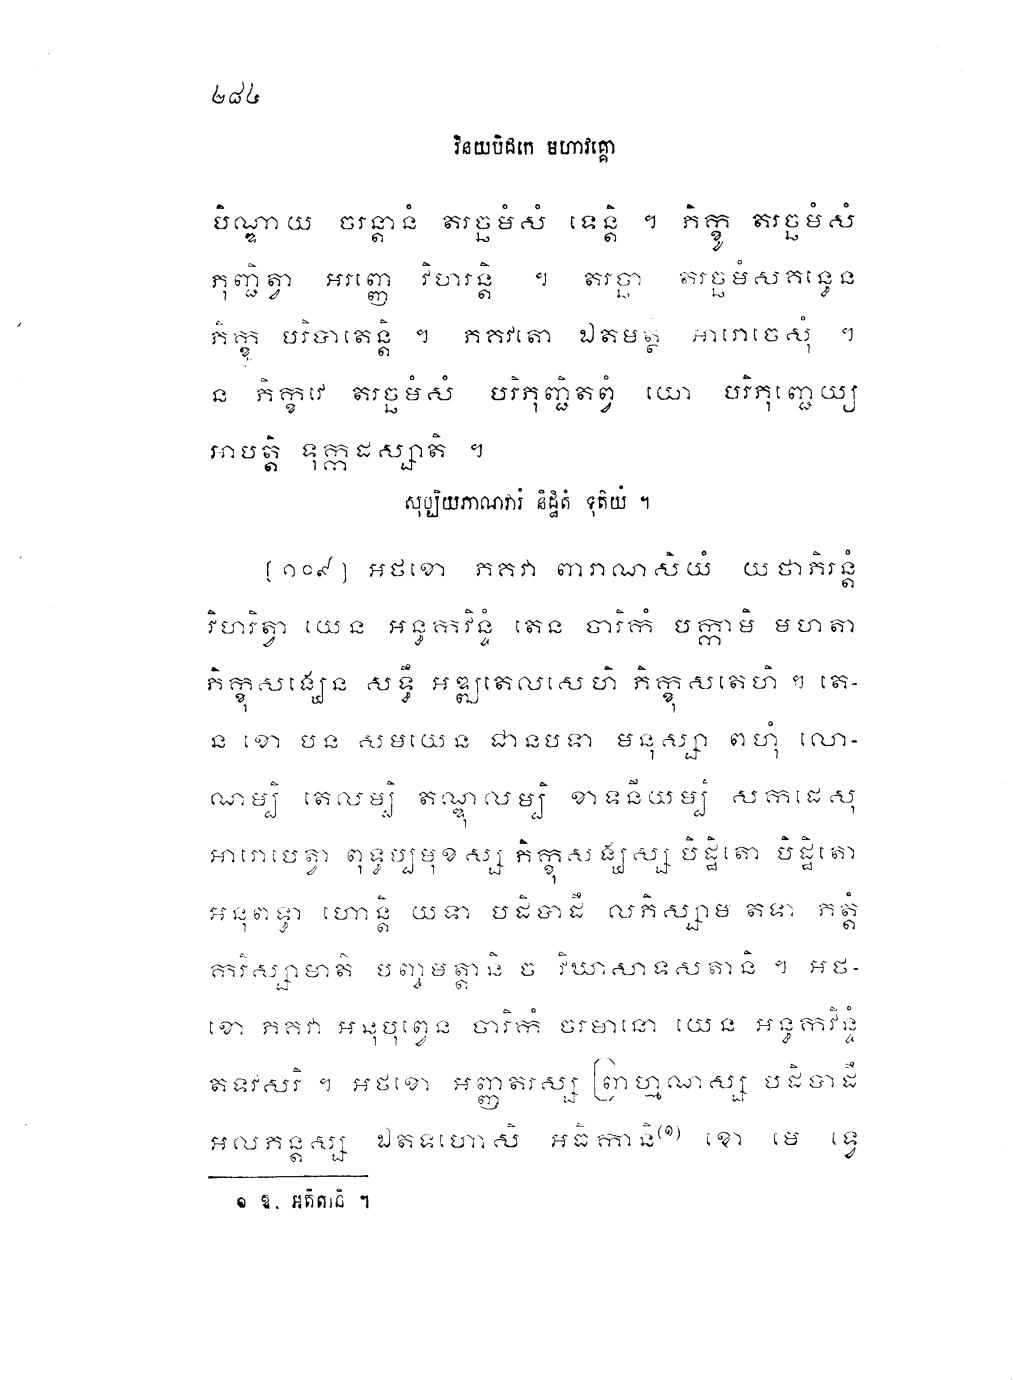 ២៨៤
វិនយបិដកេ មហាវគ្គោ
បិណ្ឌាយ ចរន្តានំ តរច្ឆមំសំ ទេន្តិ ។ ភិក្ខូ តរច្ឆមំសំ
ភុញ្ជិត្វា អរញ្ញេ វិហរន្តិ ។ តរច្ឆា តរច្ឆមំសគន្ធេន
ភិក្ខូ បរិបាតេន្តិ ។ ភគវតោ ឯតមត្ថំ អារោចេសុំ ។
ន ភិក្ខវេ តរច្ឆមំសំ បរិភុញ្ជិតព្វំ យោ បរិភុញ្ជេយ្យ
អាបត្តិ ទុក្កដស្សាតិ ។
សុប្បិយភាណវារំ និដ្ឋិតំ ទុតិយំ ។
[១០៩] អថខោ ភគវា ពារាណសិយំ យថាភិរន្តំ
វិហរិត្វា យេន អន្ធកវិន្ទំ តេន ចារិកំ បក្កាមិ មហតា
ភិក្ខុសង្ឃេន សទ្ធឹ អឌ្ឍតេលសេហិ ភិក្ខុសតេហិ ។ តេ-
ន ខោ បន សមយេន ជានបទា មនុស្សា ពហុំ លោ-
ណម្បិ តេលម្បិ តណ្ឌុលម្បិ ខាទនីយម្បិ សកដេសុ
អារោបេត្វា ពុទ្ធប្បមុខស្ស ភិក្ខុសង្ឃស្ស បិដ្ឋិតោ បិដ្ឋិតោ
អនុពន្ធា ហោន្តិ យទា បដិបាដឹ លភិស្សាម តទា ភត្តំ
ករិស្សាមាតិ បញ្ចមត្តានិ ច វិឃាសាទសតានិ ។ អថ-
ខោ ភគវា អនុបុព្វេន ចារិកំ ចរមានោ យេន អន្ធកវិន្ទំ
តទវសរិ ។ អថខោ អញ្ញតរស្ស ព្រាហ្មណស្ស បដិបាដឹ
អលភន្តស្ស ឯតទហោសិ អធិកានិ(១) ខោ មេ ទ្វេ
១ ឱ. អតីតានិ ។